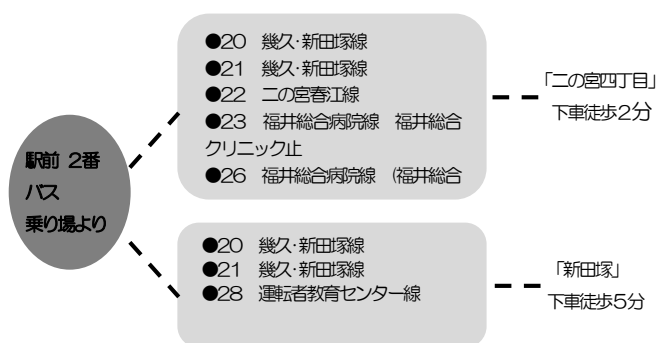 駅前 2番
バス
乗り場より
●20 幾久・新田塚線
●21 幾久・新田塚線
●22 二の宮春江線
●23 福井総合病院線 福井総合
クリニック止
●26 福井総合病院線 (福井総合
「二の宮四丁目」
下車徒歩2分
●20 幾久・新田塚線
●21 幾久・新田塚線
●28 運転者教育センター線
「新田塚」
下車徒歩5分